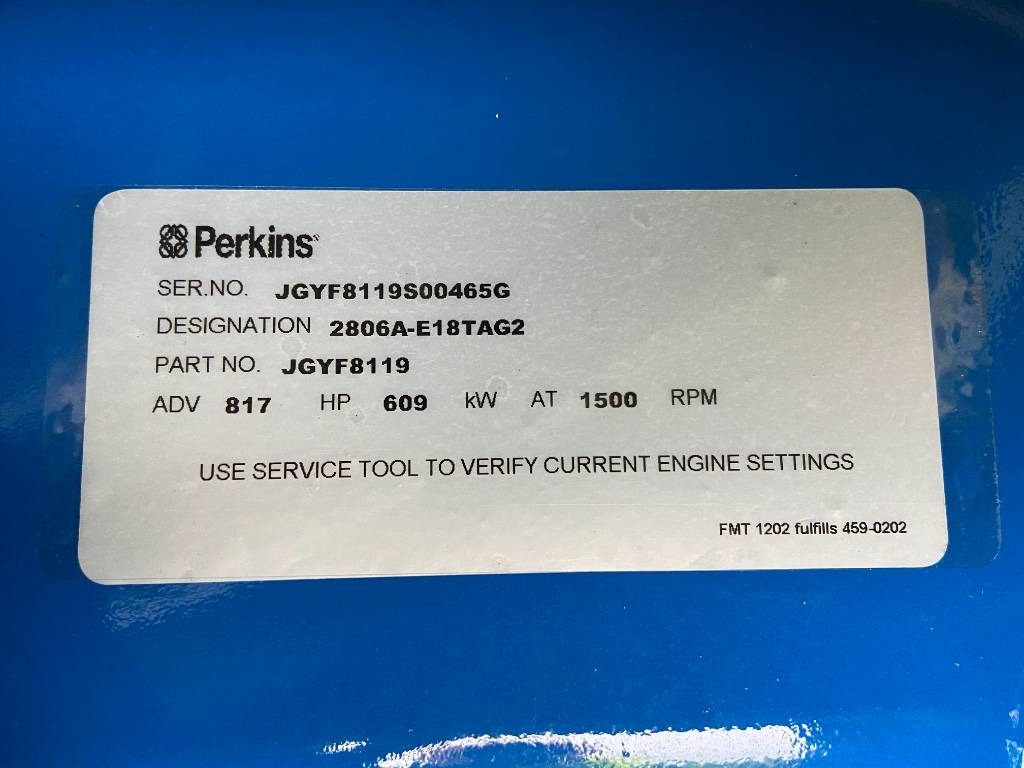 Perkins
SER.NO. JGYF8119S00465G
DESIGNATION 2806A-E18TAG2
PART NO. JGYF8119
ADV 817 HP 609 kW AT 1500 RPM
USE SERVICE TOOL TO VERIFY CURRENT ENGINE SETTINGS
FMT 1202 fulfills 459-0202